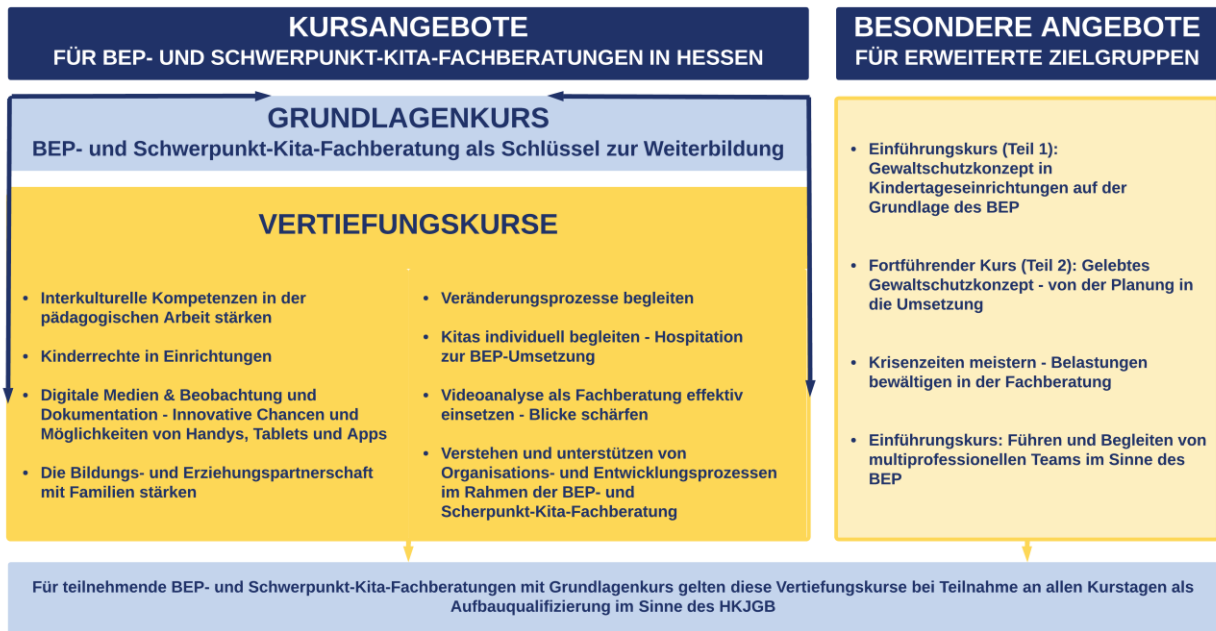 KURSANGEBOTE
FÜR BEP- UND SCHWERPUNKT-KITA-FACHBERATUNGEN IN HESSEN
GRUNDLAGENKURS
BEP- und Schwerpunkt-Kita-Fachberatung als Schlüssel zur Weiterbildung
VERTIEFUNGSKURSE
• Interkulturelle Kompetenzen in der
pädagogischen Arbeit stärken
• Kinderrechte in Einrichtungen
• Digitale Medien & Beobachtung und
Dokumentation - Innovative Chancen und
Möglichkeiten von Handys, Tablets und Apps
• Die Bildungs- und Erziehungspartnerschaft
mit Familien stärken
• Veränderungsprozesse begleiten
• Kitas individuell begleiten - Hospitation
zur BEP-Umsetzung
• Videoanalyse als Fachberatung effektiv
einsetzen - Blicke schärfen
• Verstehen und unterstützen von
Organisations- und Entwicklungsprozessen
im Rahmen der BEP- und
Scherpunkt-Kita-Fachberatung
BESONDERE ANGEBOTE
FÜR ERWEITERTE ZIELGRUPPEN
• Einführungskurs (Teil 1):
Gewaltschutzkonzept in
Kindertageseinrichtungen auf der
Grundlage des BEP
• Fortführender Kurs (Teil 2): Gelebtes
Gewaltschutzkonzept - von der Planung in
die Umsetzung
• Krisenzeiten meistern - Belastungen
bewältigen in der Fachberatung
• Einführungskurs: Führen und Begleiten von
multiprofessionellen Teams im Sinne des
BEP
Für teilnehmende BEP- und Schwerpunkt-Kita-Fachberatungen mit Grundlagenkurs gelten diese Vertiefungskurse bei Teilnahme an allen Kurstagen als
Aufbauqualifizierung im Sinne des HKJGB